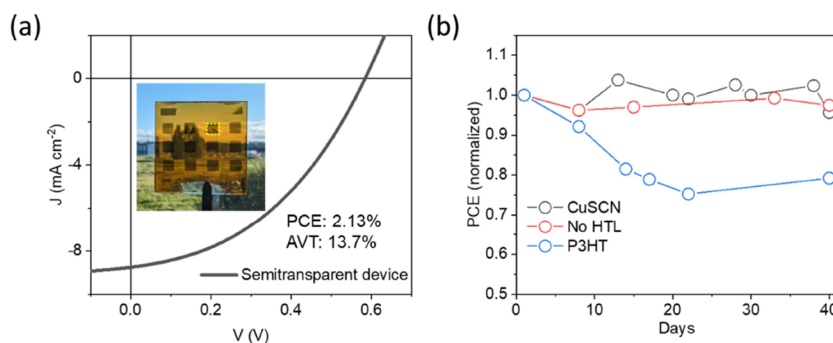 (a)
0
-4
-8
J (mA cm-2)
PCE: 2.13%
AVT: 13.7%
Semitransparent device
0.0
0.2
0.4
0.6
V (V)
(b)
1.1
1.0
0.9
0.8
0.7
0.6
0.5
PCE (normalized)
CuSCN
No HTL
P3HT
0
10
20
30
40
Days